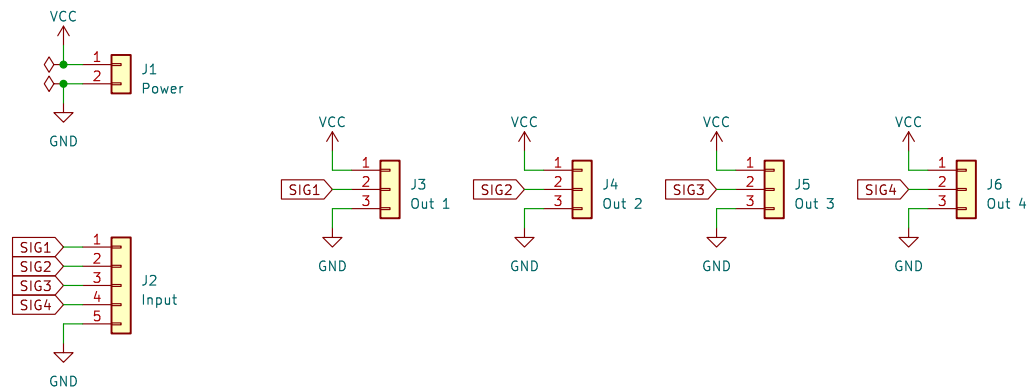 VCC
1
2
J1
Power
GND
VCC
SIG1
1
2
3
J3
Out 1
GND
VCC
SIG2
1
2
3
J4
Out 2
GND
VCC
SIG3
1
2
3
J5
Out 3
GND
VCC
SIG4
1
2
3
J6
Out 4
GND
SIG1
SIG2
SIG3
SIG4
1
2
3
4
5
J2
Input
GND